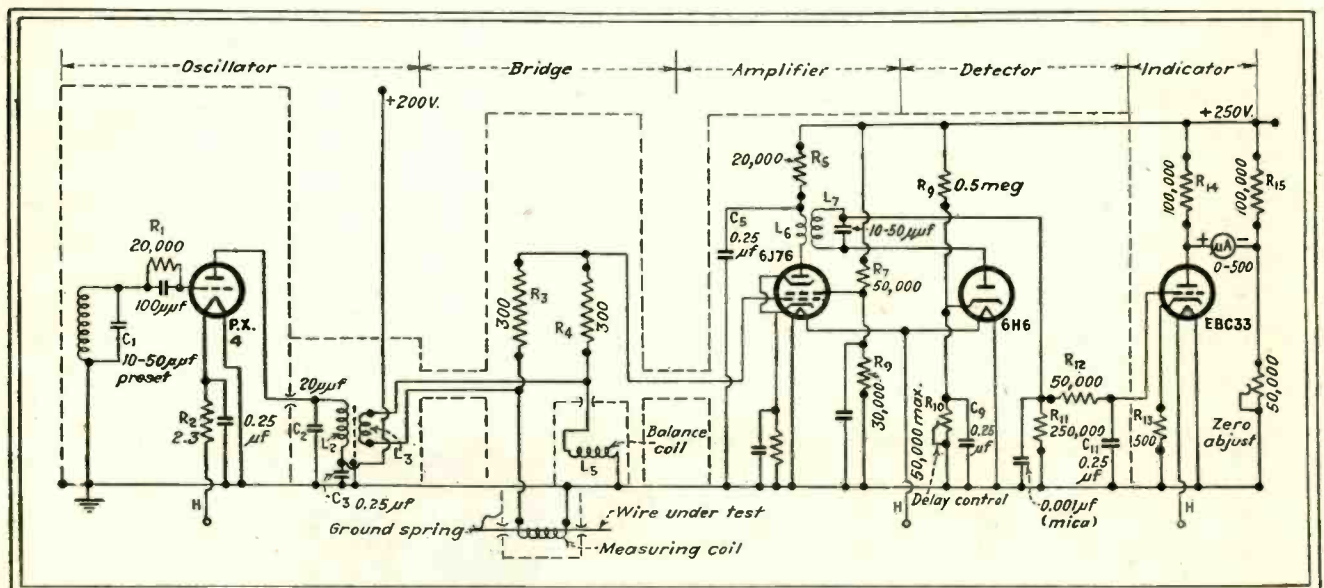 Oscillator
Bridge
Amplifier
Detector
Indicator
+200V.
+250V.
R1
20,000
100μμf
P.X.
4
C1
10-50μμf
preset
R2
2.3
0.25
μf
20μμf
C2
L2
L3
C3 0.25μf
H
R3
300
R4
300
L5
Balance
coil
Ground spring
Wire under test
Measuring coil
20,000
R5
C5
0.25
μf
L6
L7
10-50μμf
6J76
R7
50,000
R9
30,000
R9
0.5meg
6H6
R10
50,000 max.
C9
0.25
μf
Delay control
H
R11
250,000
R12
50,000
C11
0.25
μf
0.001μf
(mica)
R13
500
H
R14
100,000
R15
100,000
+ μA -
0-500
EBC33
50,000
Zero
adjust